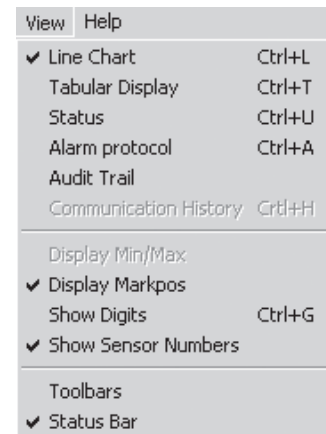 View Help
Line Chart Ctrl+L
Tabular Display Ctrl+T
Status Ctrl+U
Alarm protocol Ctrl+A
Audit Trail
Communication History Crtl+H
Display Min/Max
Display Markpos
Show Digits Ctrl+G
Show Sensor Numbers
Toolbars
Status Bar